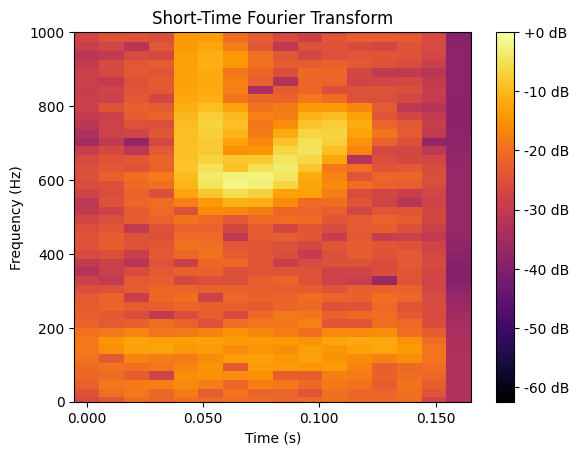 Short-Time Fourier Transform
Frequency (Hz)
1000
800
600
400
200
0
0.000
0.050
0.100
0.150
Time (s)
+0 dB
-10 dB
-20 dB
-30 dB
-40 dB
-50 dB
-60 dB